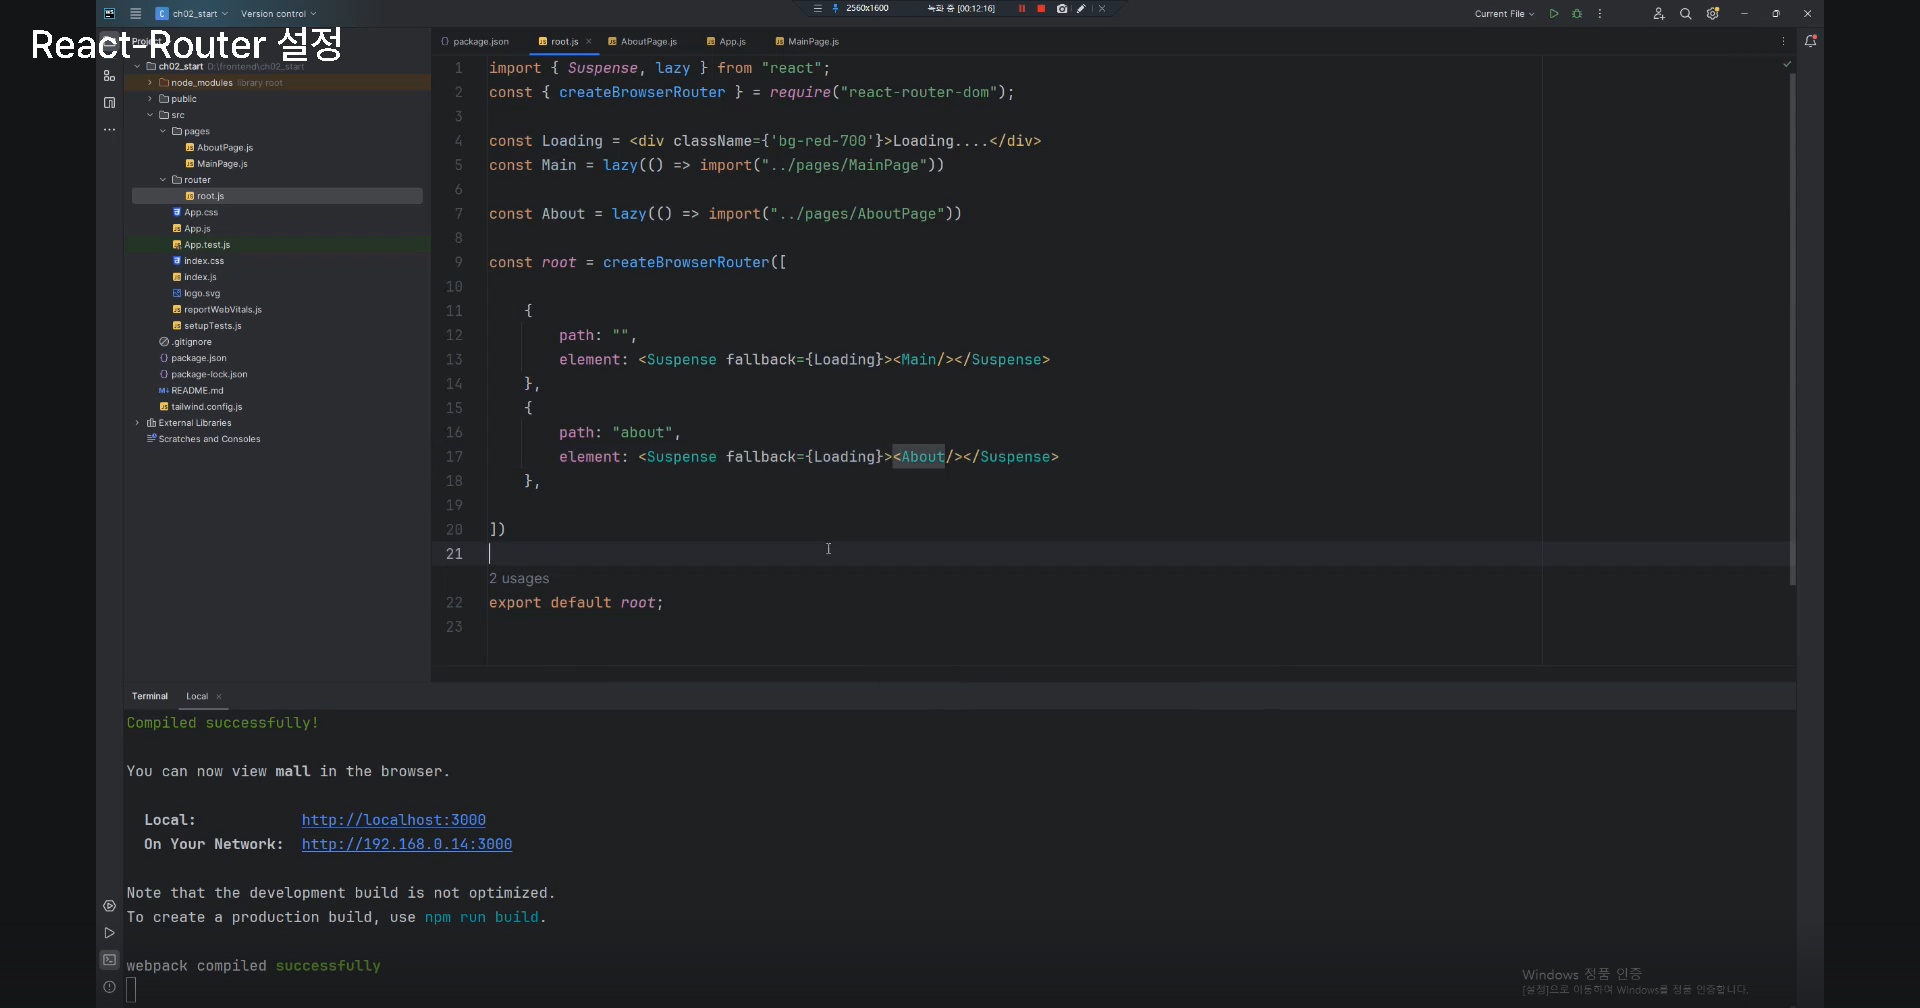 ch02_start
Version control
2560x1600
녹화 중 [00:12:16]
Current File
React-Router 설정
Project
package.json
root.js
AboutPage.js
App.js
MainPage.js
ch02_start D:\frontend\ch02_start
node_modules library root
public
src
pages
AboutPage.js
MainPage.js
router
root.js
App.css
App.js
App.test.js
index.css
index.js
logo.svg
reportWebVitals.js
setupTests.js
.gitignore
package.json
package-lock.json
README.md
tailwind.config.js
External Libraries
Scratches and Consoles
1 import { Suspense, lazy } from "react";
2 const { createBrowserRouter } = require("react-router-dom");
3
4 const Loading = <div className={'bg-red-700'}>Loading....</div>
5 const Main = lazy(() => import("../pages/MainPage"))
6
7 const About = lazy(() => import("../pages/AboutPage"))
8
9 const root = createBrowserRouter([
10
11 {
12 path: "",
13 element: <Suspense fallback={Loading}><Main/></Suspense>
14 },
15 {
16 path: "about",
17 element: <Suspense fallback={Loading}><About/></Suspense>
18 },
19
20 ])
21
2 usages
22 export default root;
23
Terminal
Local
Compiled successfully!
You can now view mall in the browser.
Local: http://localhost:3000
On Your Network: http://192.168.0.14:3000
Note that the development build is not optimized.
To create a production build, use npm run build.
webpack compiled successfully
Windows 정품 인증
[설정]으로 이동하여 Windows를 정품 인증합니다.